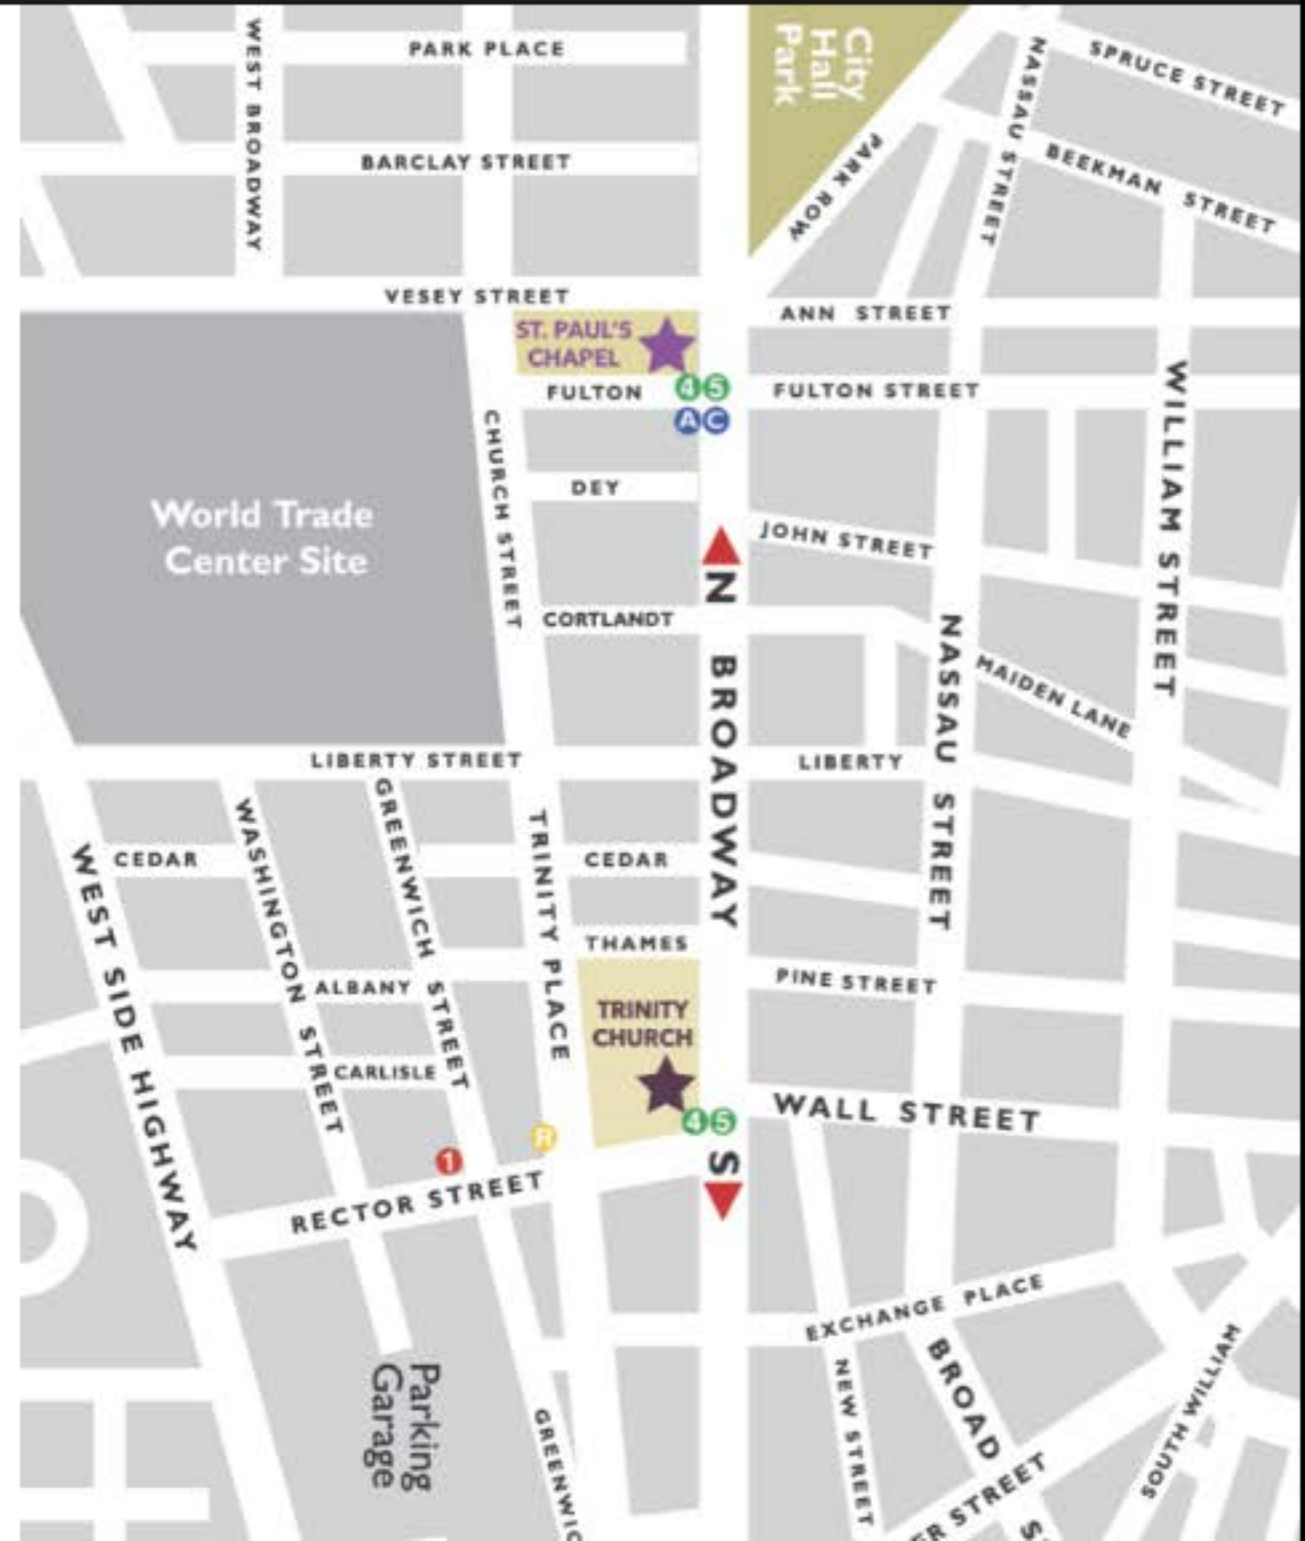 WEST BROADWAY
PARK PLACE
City
Hall
Park
NASSAU STREET
SPRUCE STREET
BARCLAY STREET
PARK ROW
BEEKMAN STREET
VESEY STREET
ANN STREET
ST. PAUL'S
CHAPEL
FULTON
4 5
FULTON STREET
A C
WILLIAM STREET
CHURCH STREET
DEY
World Trade
Center Site
JOHN STREET
N
CORTLANDT
BROADWAY
NASSAU STREET
MAIDEN LANE
LIBERTY STREET
LIBERTY
WASHINGTON STREET
GREENWICH STREET
TRINITY PLACE
WEST SIDE HIGHWAY
CEDAR
CEDAR
THAMES
ALBANY
PINE STREET
TRINITY
CHURCH
CARLISLE
4 5
WALL STREET
R
1
S
RECTOR STREET
EXCHANGE PLACE
Parking
Garage
NEW STREET
BROAD S
SOUTH WILLIAM
GREENWIC
ER STREET